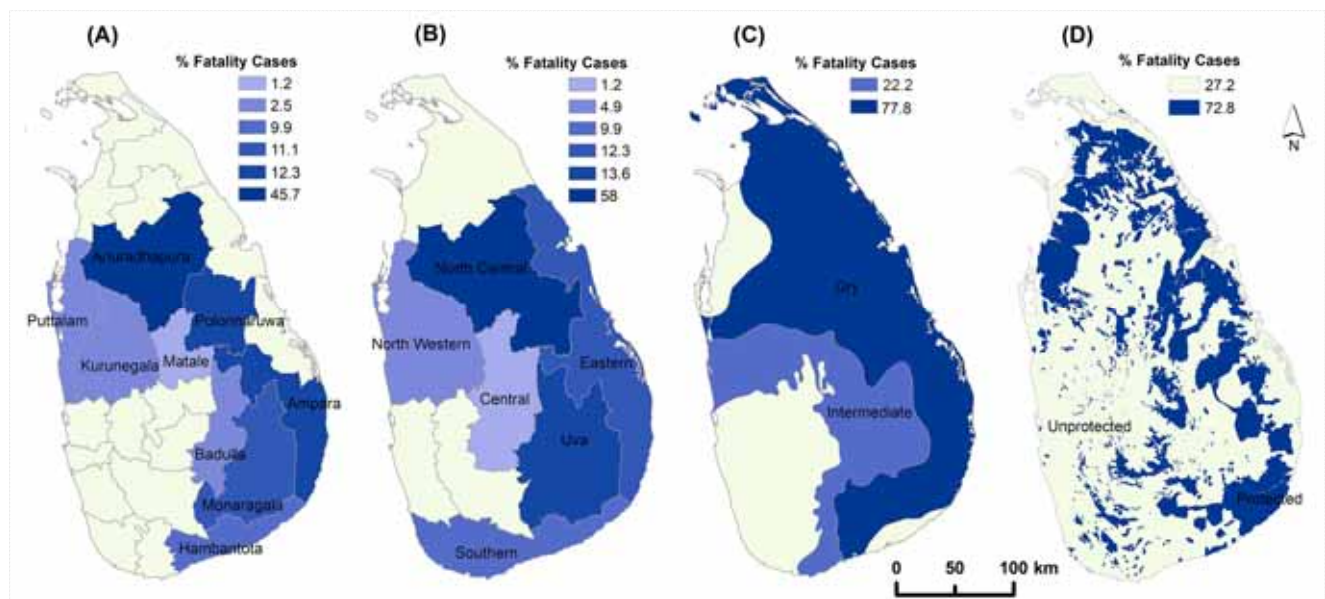 (A)
% Fatality Cases
1.2
2.5
9.9
11.1
12.3
45.7
Anuradhapura
Puttalam
Polonnaruwa
Kurunegala
Matale
Ampara
Badulla
Monaragala
Hambantota
(B)
% Fatality Cases
1.2
4.9
9.9
12.3
13.6
58
North Central
North Western
Eastern
Central
Uva
Southern
(C)
% Fatality Cases
22.2
77.8
Dry
Intermediate
0 50 100 km
(D)
% Fatality Cases
27.2
72.8
N
Unprotected
Protected